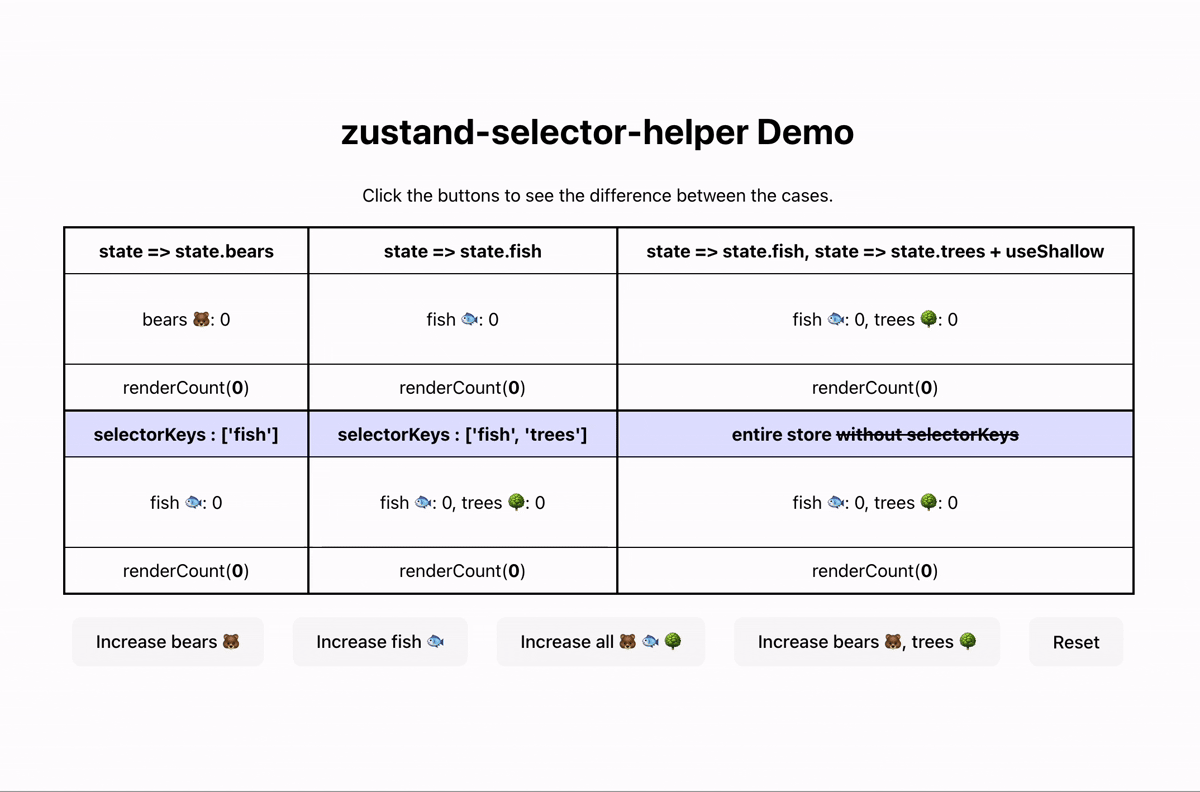 zustand-selector-helper Demo
Click the buttons to see the difference between the cases.
state => state.bears
state => state.fish
state => state.fish, state => state.trees + useShallow
bears 🐻: 0
fish 🐟: 0
fish 🐟: 0, trees 🌳: 0
renderCount(0)
renderCount(0)
renderCount(0)
selectorKeys : ['fish']
selectorKeys : ['fish', 'trees']
entire store without selectorKeys
fish 🐟: 0
fish 🐟: 0, trees 🌳: 0
fish 🐟: 0, trees 🌳: 0
renderCount(0)
renderCount(0)
renderCount(0)
Increase bears 🐻
Increase fish 🐟
Increase all 🐻 🐟 🌳
Increase bears 🐻, trees 🌳
Reset